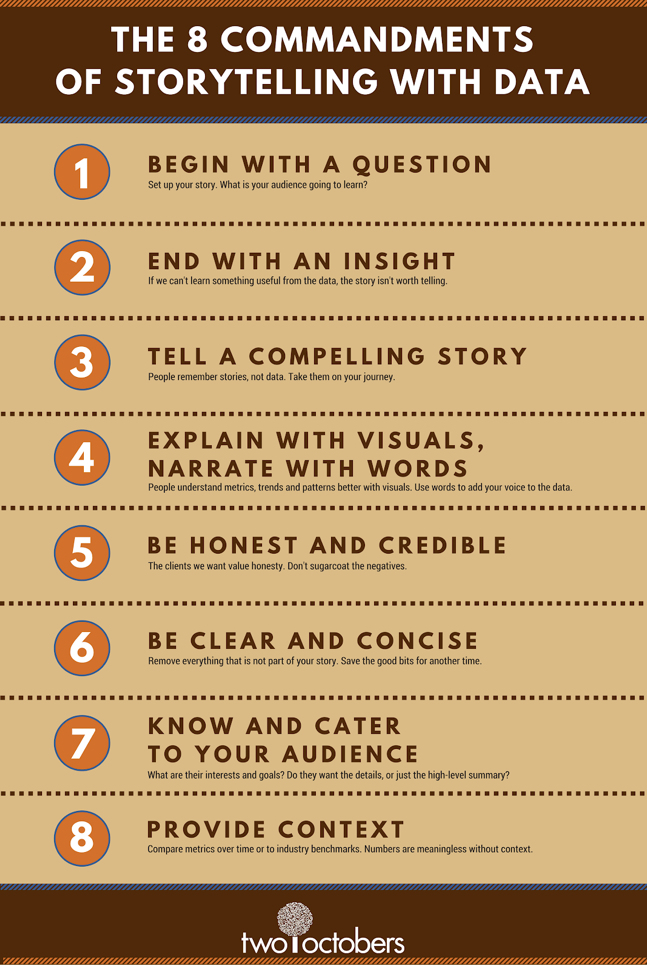 THE 8 COMMANDMENTS
OF STORYTELLING WITH DATA
1
BEGIN WITH A QUESTION
Set up your story. What is your audience going to learn?
2
END WITH AN INSIGHT
If we can't learn something useful from the data, the story isn't worth telling.
3
TELL A COMPELLING STORY
People remember stories, not data. Take them on your journey.
4
EXPLAIN WITH VISUALS,
NARRATE WITH WORDS
People understand metrics, trends and patterns better with visuals. Use words to add your voice to the data.
5
BE HONEST AND CREDIBLE
The clients we want value honesty. Don't sugarcoat the negatives.
6
BE CLEAR AND CONCISE
Remove everything that is not part of your story. Save the good bits for another time.
7
KNOW AND CATER
TO YOUR AUDIENCE
What are their interests and goals? Do they want the details, or just the high-level summary?
8
PROVIDE CONTEXT
Compare metrics over time or to industry benchmarks. Numbers are meaningless without context.
two octobers